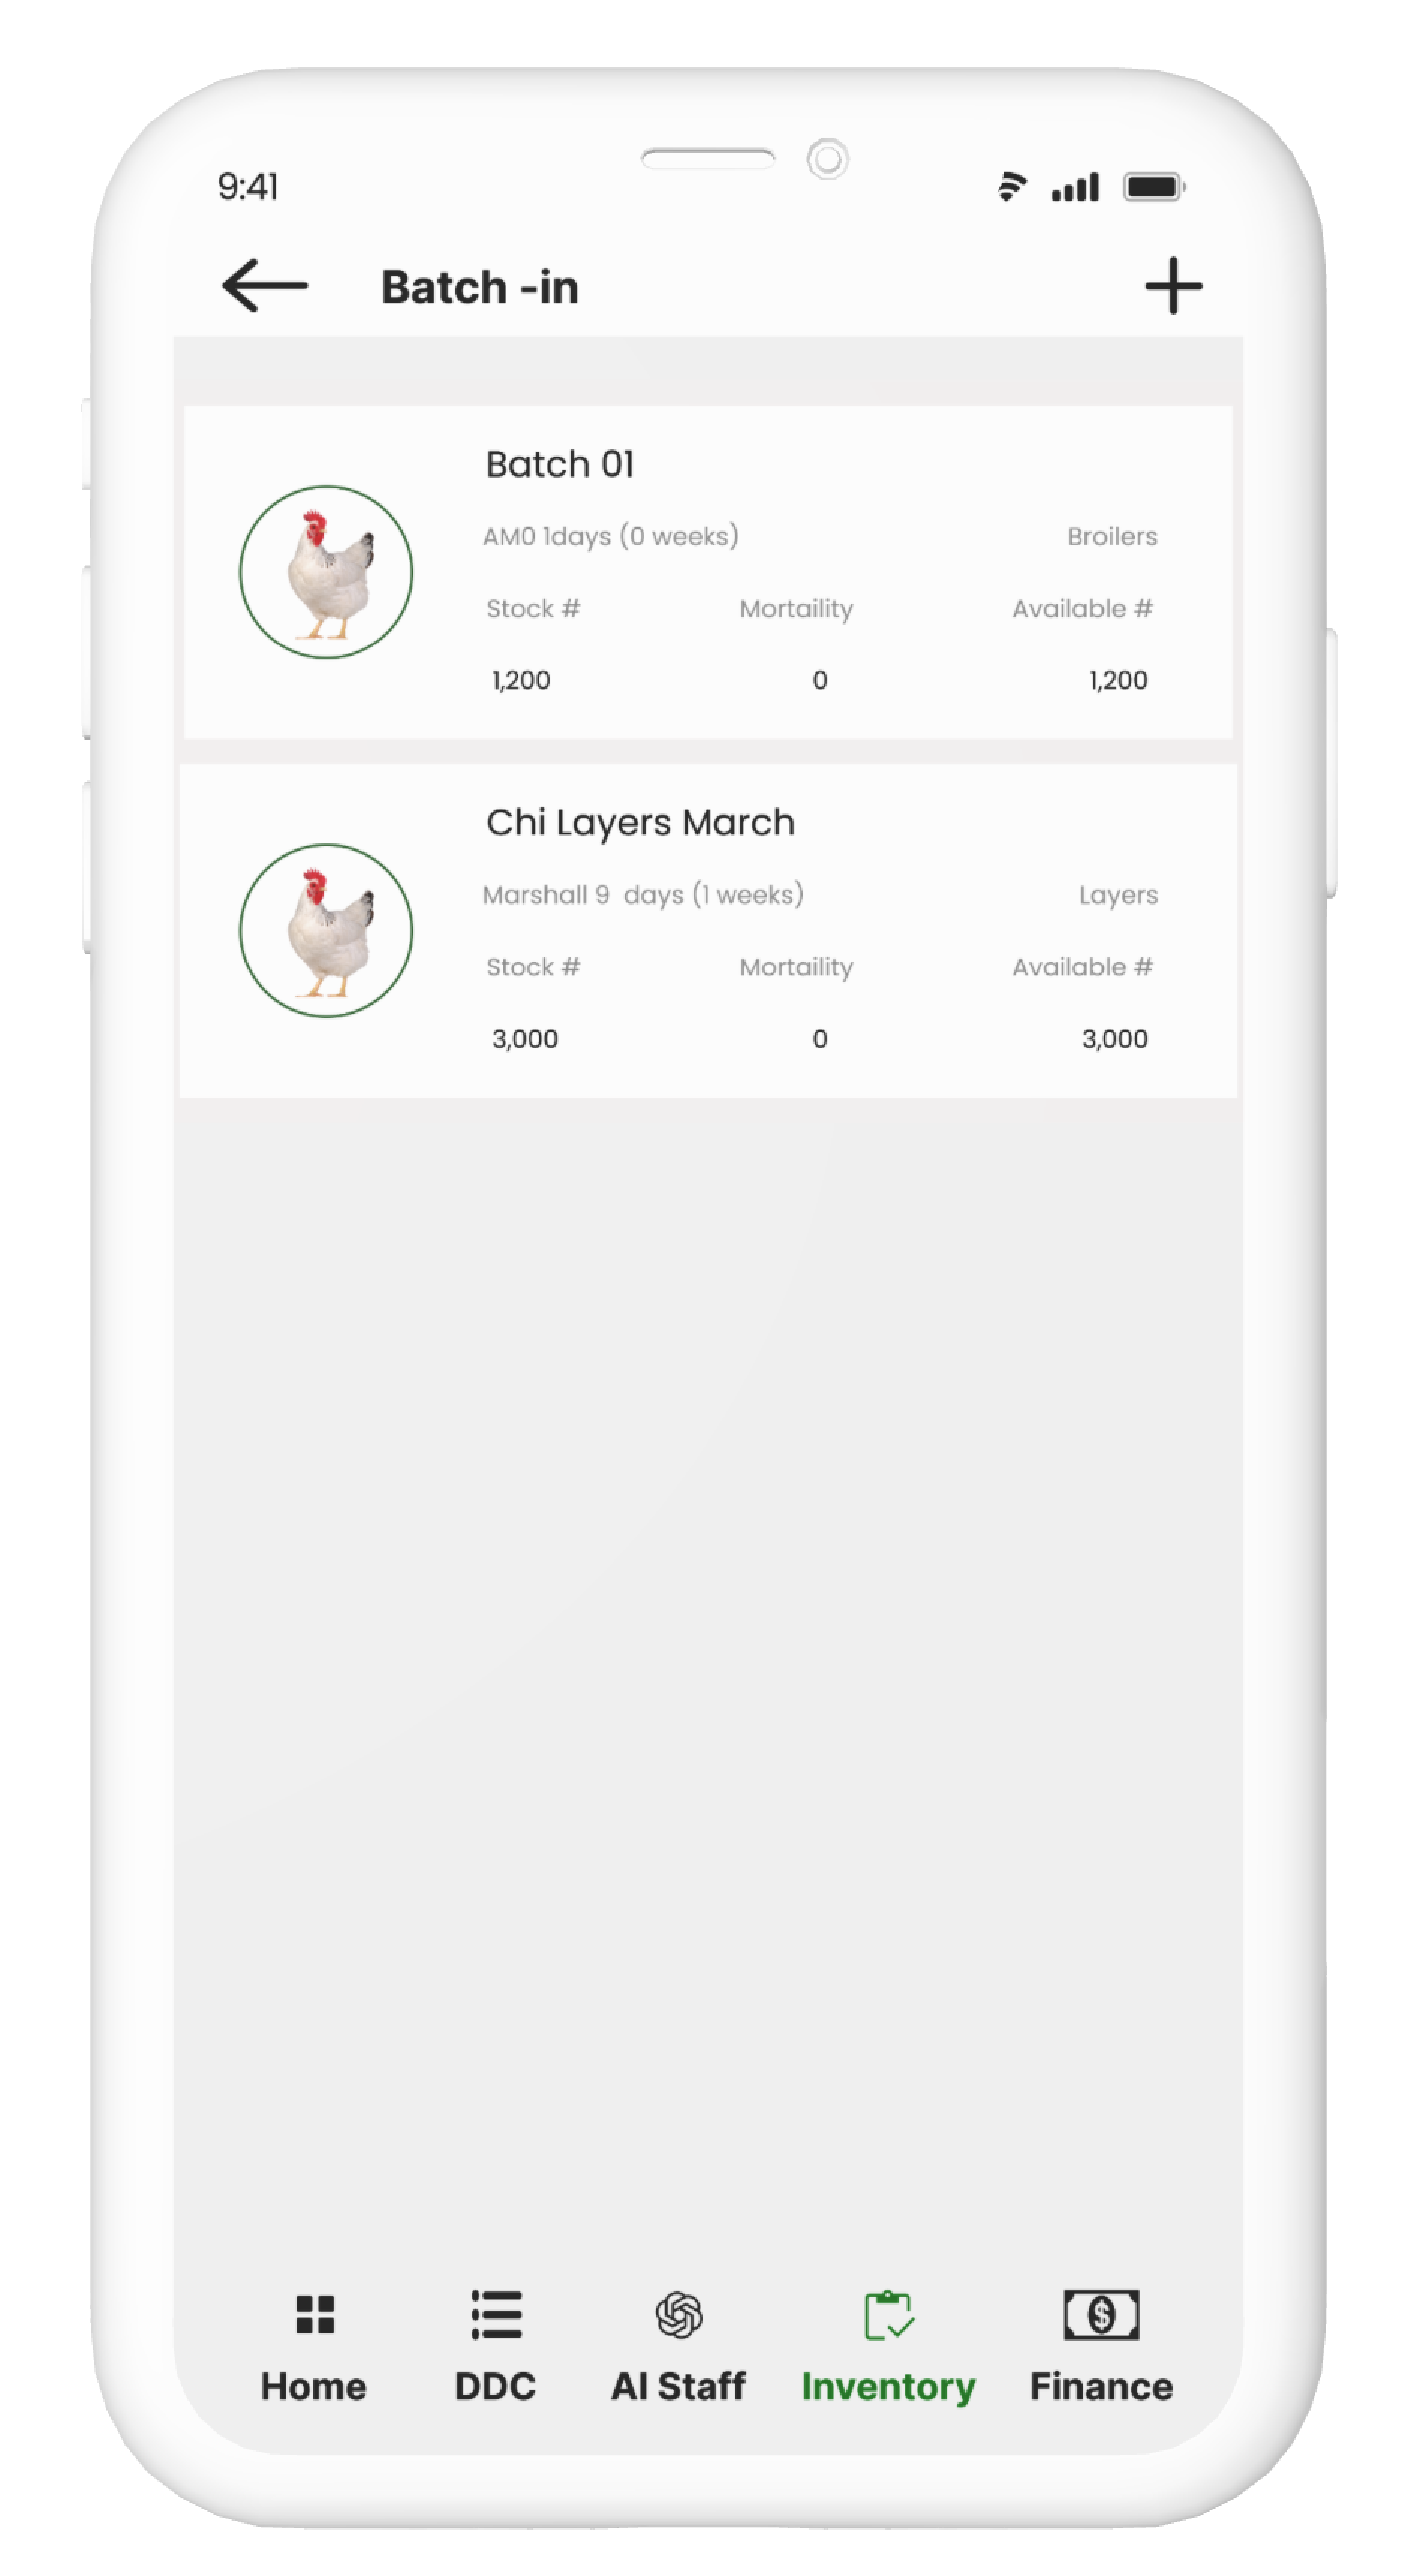 9:41
Batch -in
Batch 01
AM0 1days (0 weeks) Broilers
Stock # Mortaility Available #
1,200 0 1,200
Chi Layers March
Marshall 9 days (1 weeks) Layers
Stock # Mortaility Available #
3,000 0 3,000
Home DDC AI Staff Inventory Finance